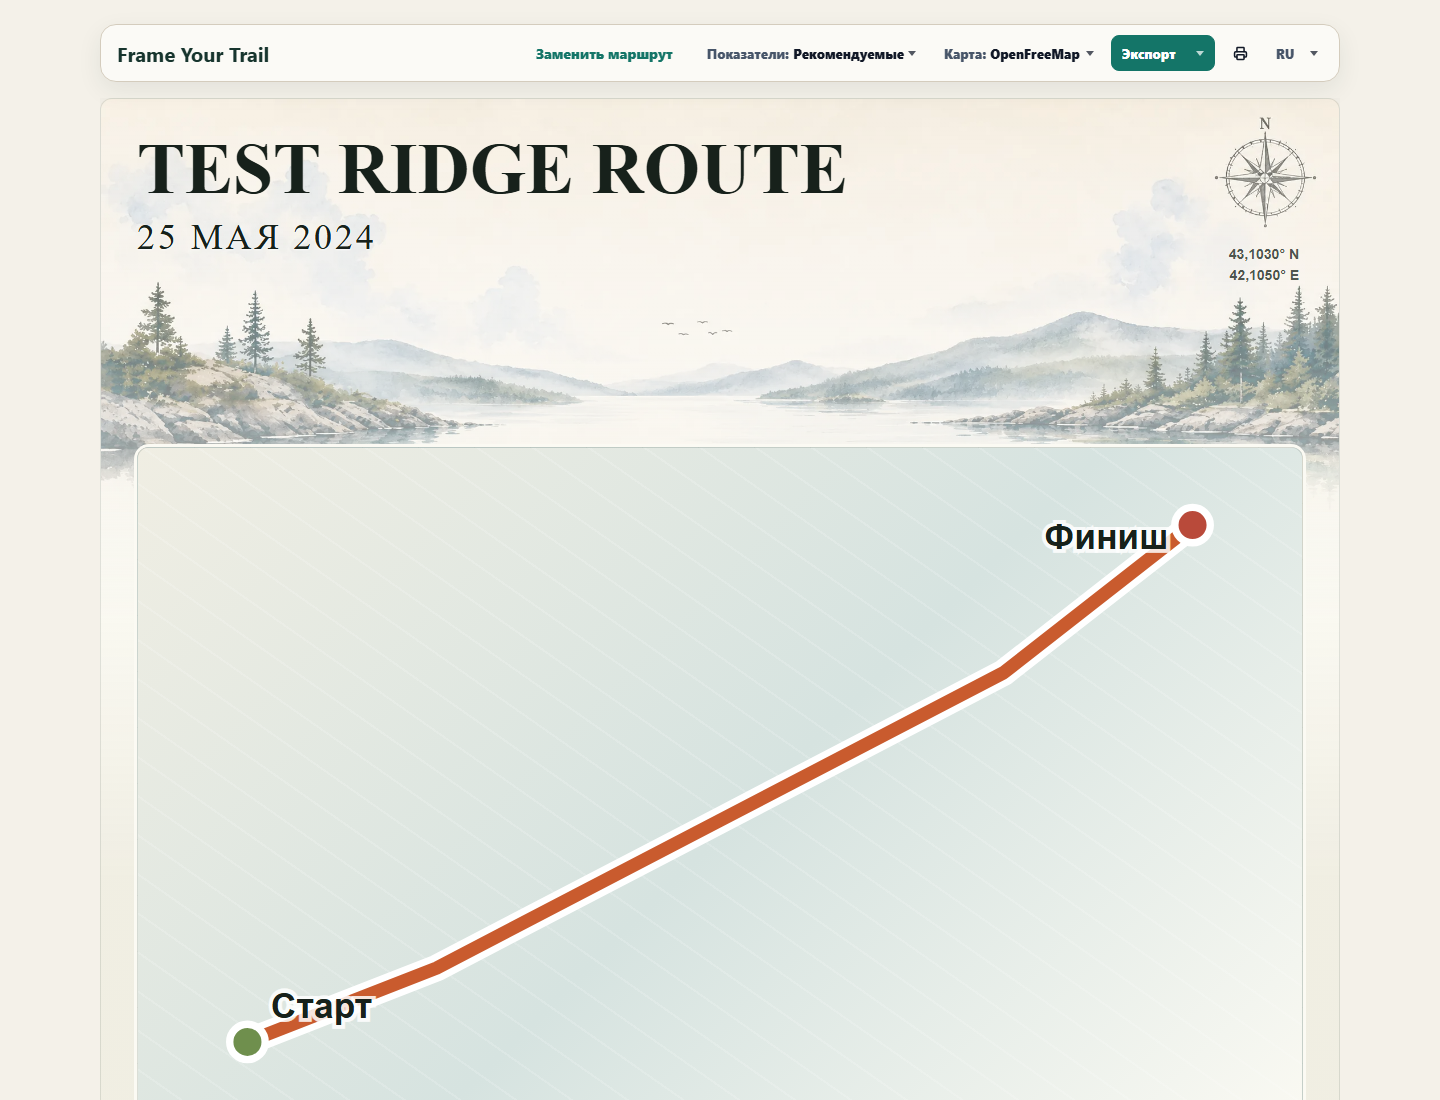 Frame Your Trail
Заменить маршрут
Показатели: Рекомендуемые
Карта: OpenFreeMap
Экспорт
RU
TEST RIDGE ROUTE
25 МАЯ 2024
N
43,1030° N
42,1050° E
Финиш
Старт